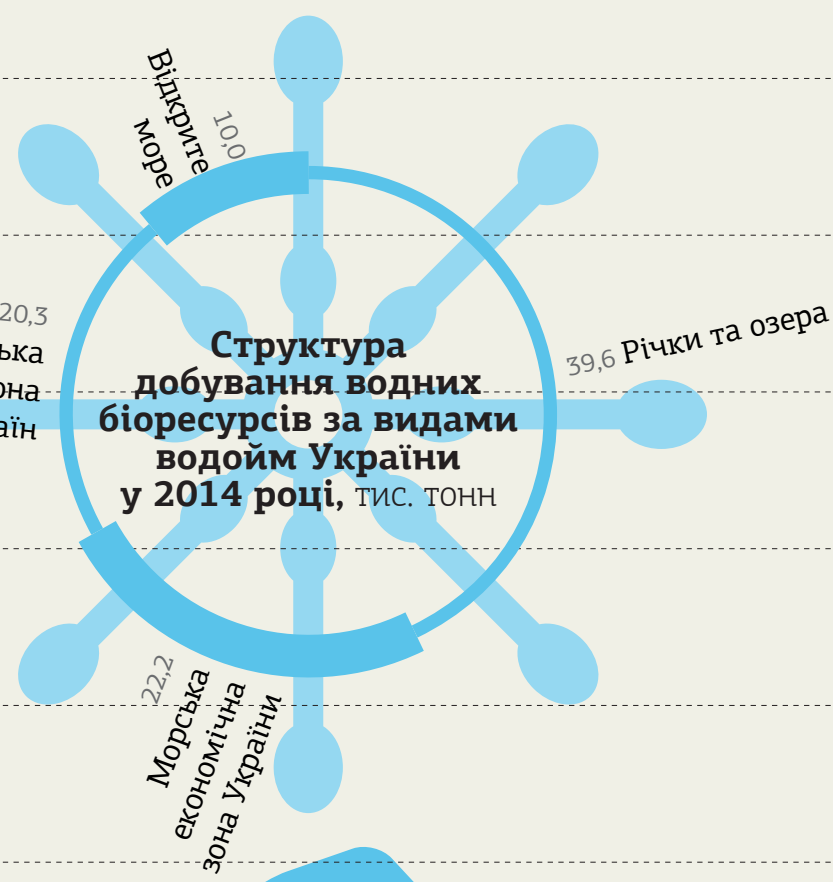 Відкрите
море
10,0
20,3
39,6 Річки та озера
Структура
добування водних
біоресурсів за видами
водойм України
у 2014 році, тис. тонн
22,2
Морська
економічна
зона України